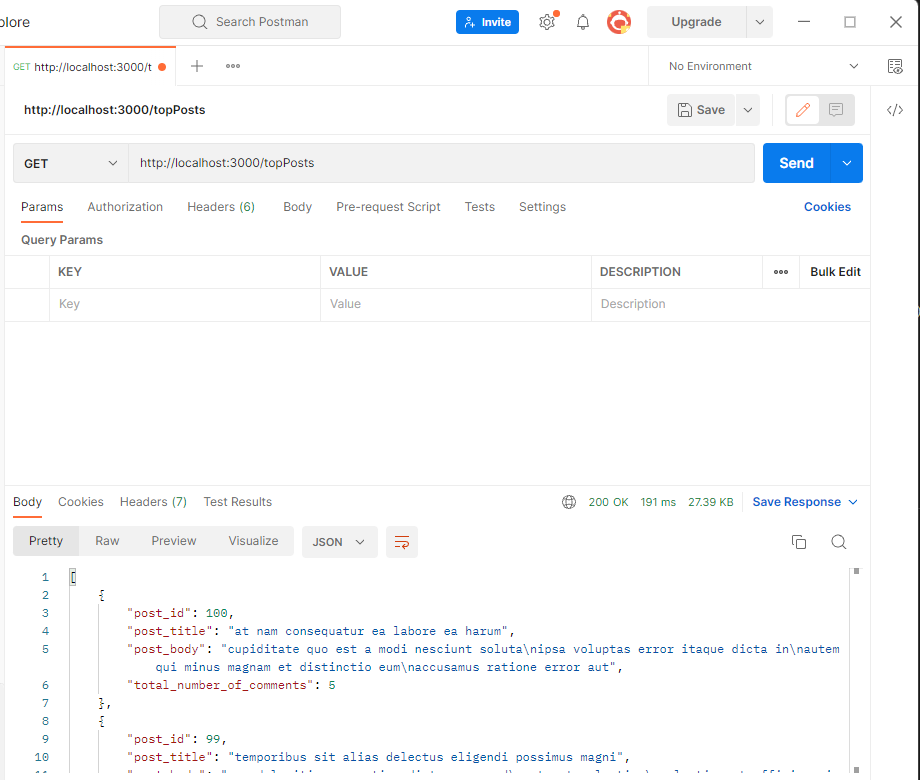 plore
Search Postman
Invite
Upgrade
GET http://localhost:3000/t
No Environment
http://localhost:3000/topPosts
Save
GET
http://localhost:3000/topPosts
Send
Params Authorization Headers (6) Body Pre-request Script Tests Settings Cookies
Query Params
KEY VALUE DESCRIPTION Bulk Edit
Key Value Description
Body Cookies Headers (7) Test Results 200 OK 191 ms 27.39 KB Save Response
Pretty Raw Preview Visualize JSON
1 [
2 {
3 "post_id": 100,
4 "post_title": "at nam consequatur ea labore ea harum",
5 "post_body": "cupiditate quo est a modi nesciunt soluta\nipsa voluptas error itaque dicta in\nautem
qui minus magnam et distinctio eum\naccusamus ratione error aut",
6 "total_number_of_comments": 5
7 },
8 {
9 "post_id": 99,
10 "post_title": "temporibus sit alias delectus eligendi possimus magni",